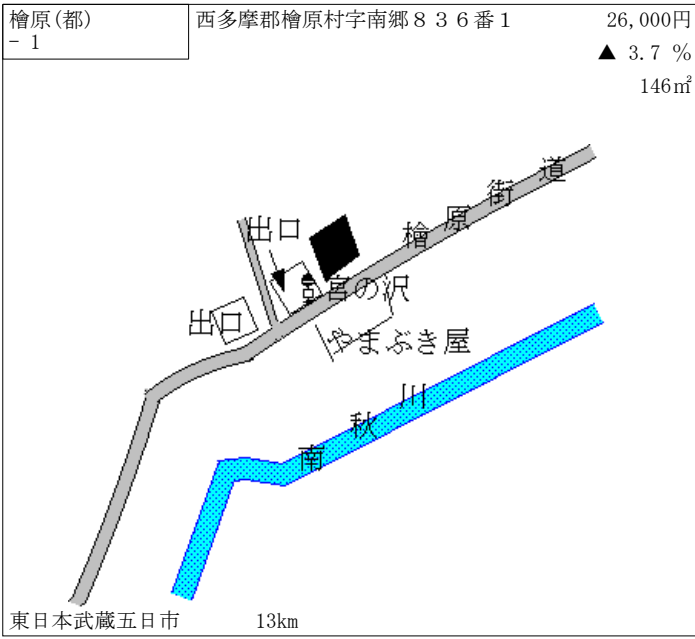 檜原(都)
- 1
西多摩郡檜原村字南郷８３６番１
26,000円
▲ 3.7 %
146㎡
檜原街道
出口
宮の沢
出口
やまぶき屋
南秋川
東日本武蔵五日市 13km